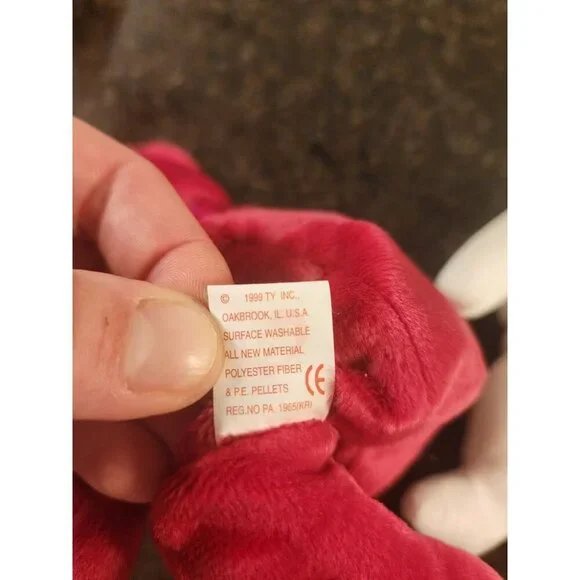 © 1999 TY INC.,
OAKBROOK, IL. U.S.A.
SURFACE WASHABLE
ALL NEW MATERIAL
POLYESTER FIBER
& P.E. PELLETS CE
REG.NO PA. 1965(KR)